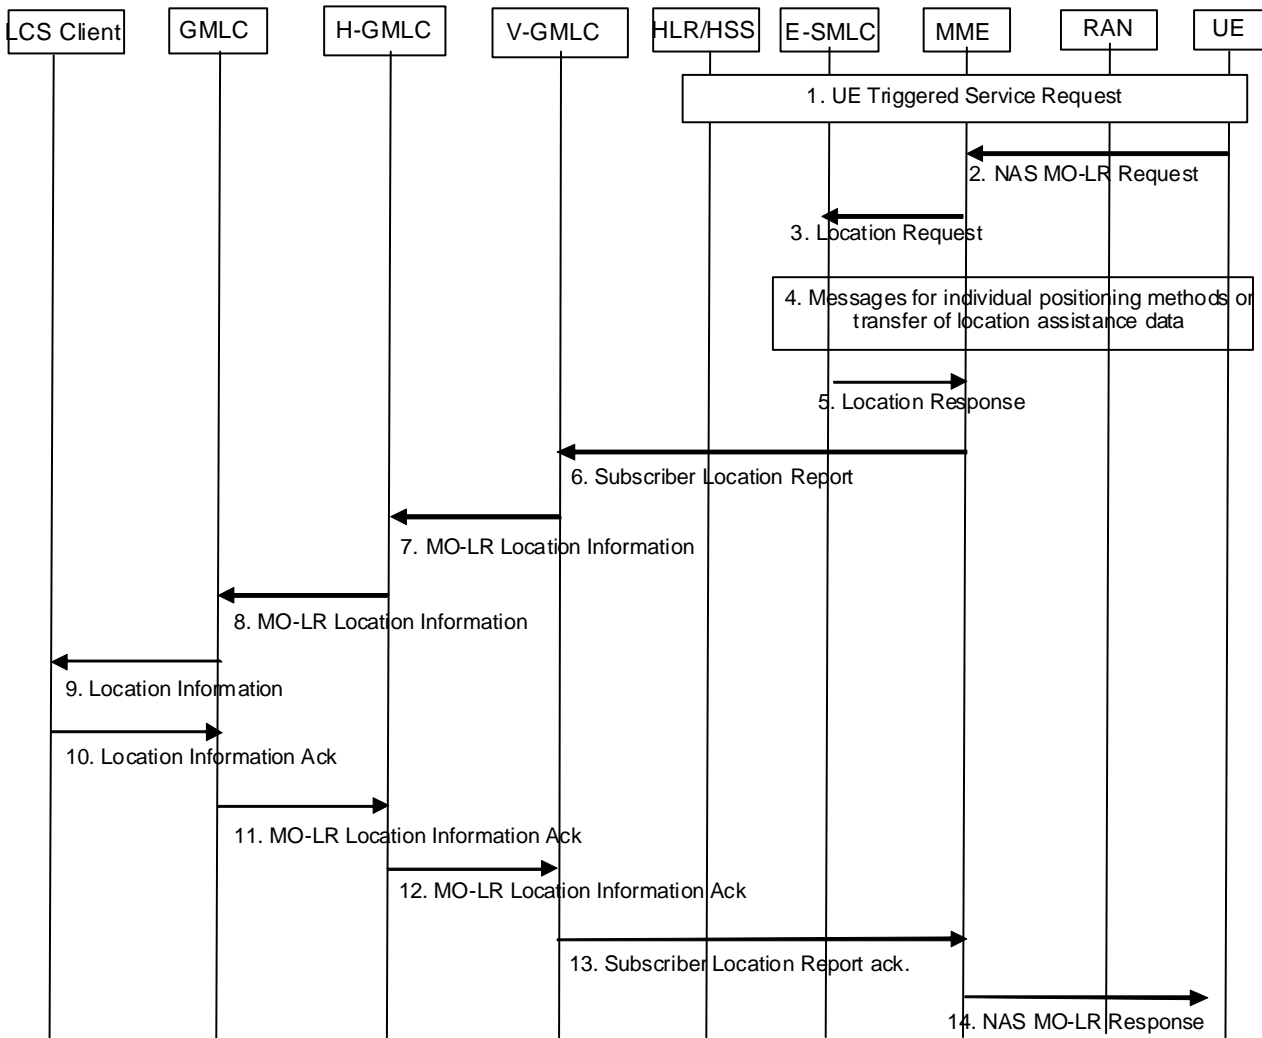 LCS Client
GMLC
H-GMLC
V-GMLC
HLR/HSS
E-SMLC
MME
RAN
UE
1. UE Triggered Service Request
2. NAS MO-LR Request
3. Location Request
4. Messages for individual positioning methods or
transfer of location assistance data
5. Location Response
6. Subscriber Location Report
7. MO-LR Location Information
8. MO-LR Location Information
9. Location Information
10. Location Information Ack
11. MO-LR Location Information Ack
12. MO-LR Location Information Ack
13. Subscriber Location Report ack.
14. NAS MO-LR Response